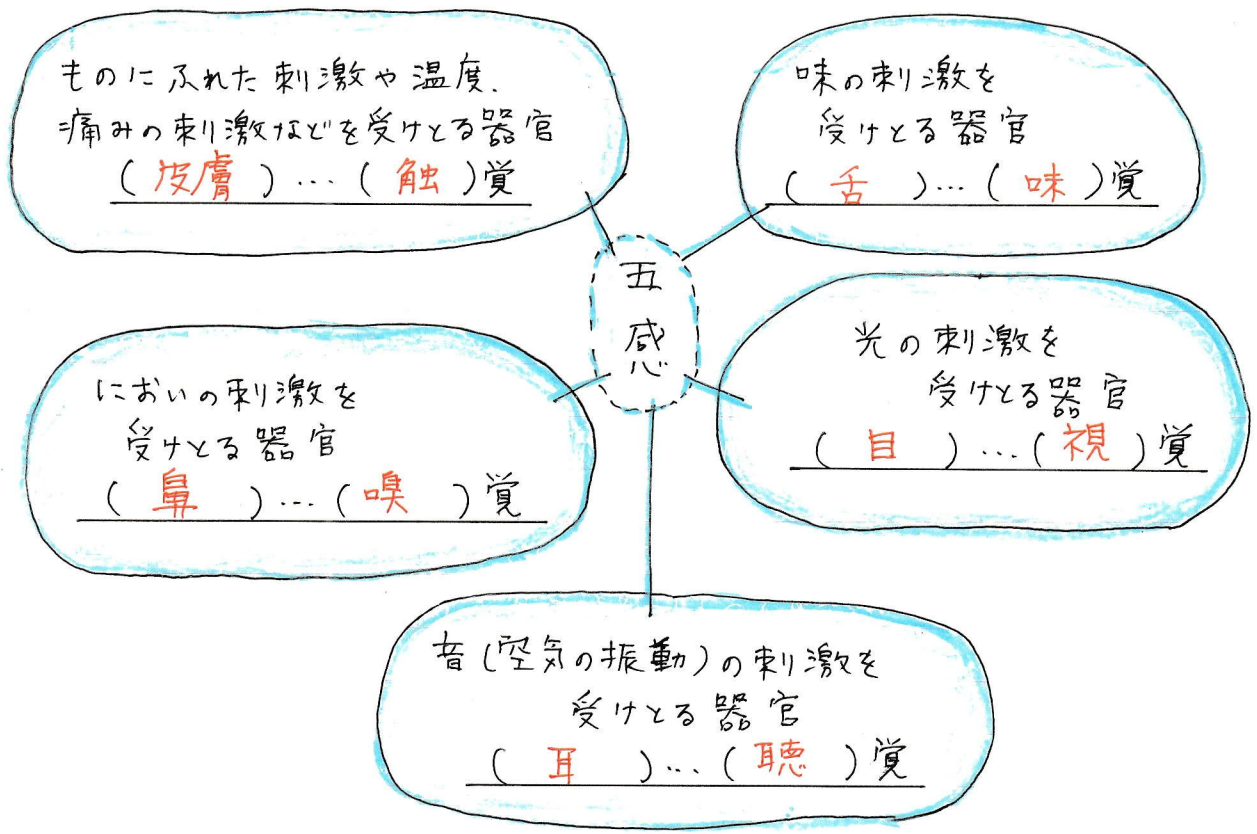 ものにふれた刺激や温度、
痛みの刺激などを受けとる器官
(皮膚)…(触)覚
味の刺激を
受けとる器官
(舌)…(味)覚
五
感
においの刺激を
受けとる器官
(鼻)…(嗅)覚
光の刺激を
受けとる器官
(目)…(視)覚
音(空気の振動)の刺激を
受けとる器官
(耳)…(聴)覚